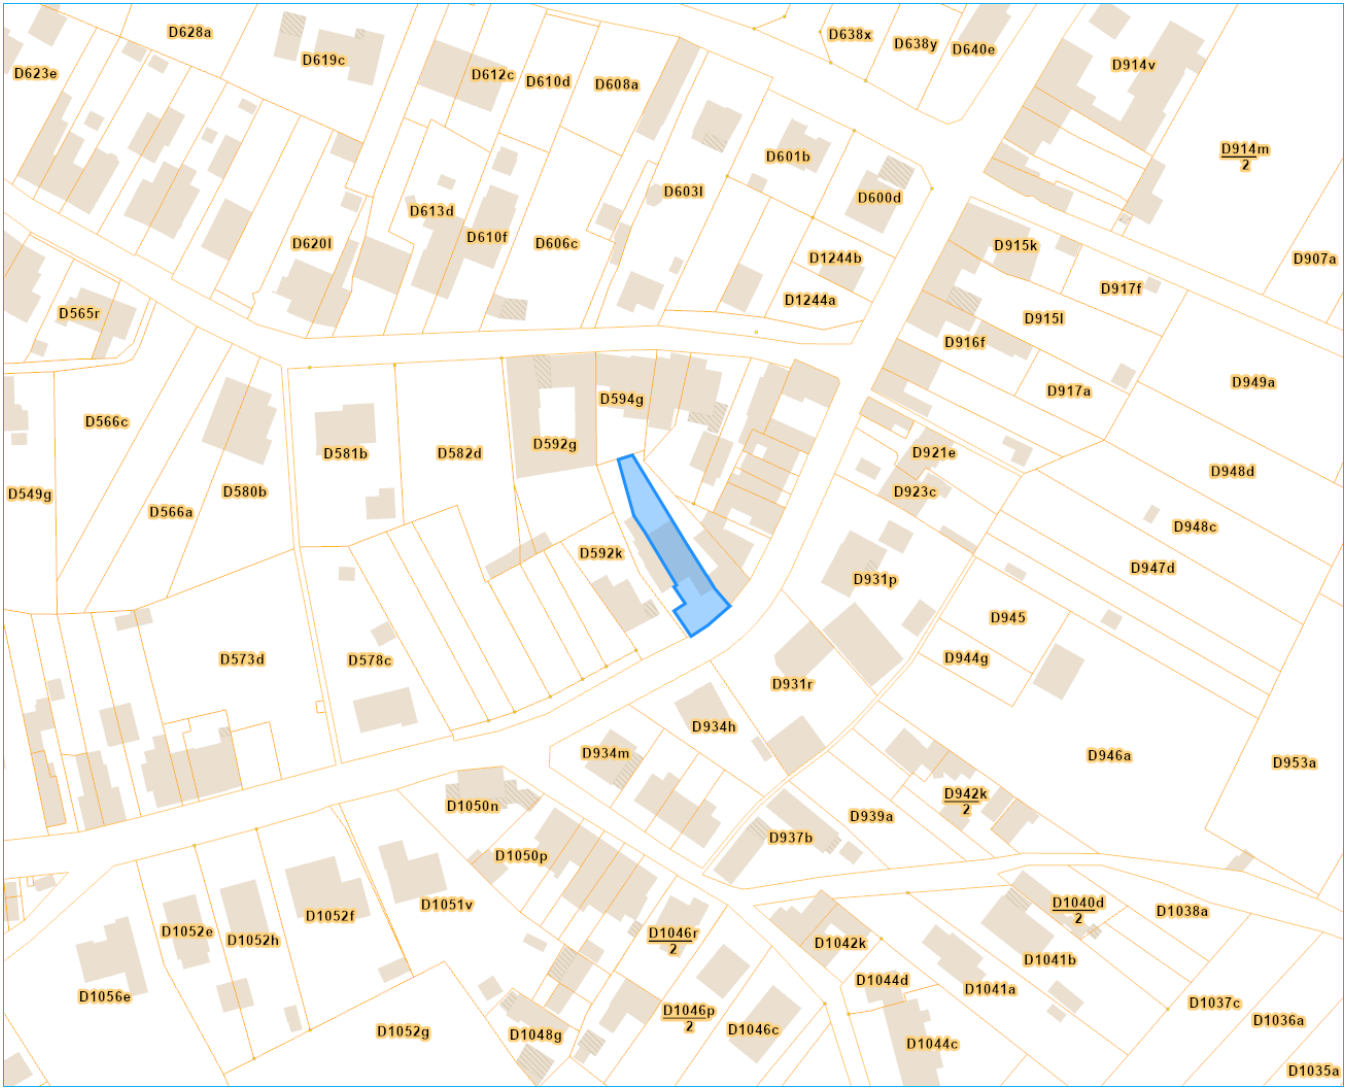 D628a
D638x
D638y
D640e
D619c
D914v
D623e
D612c
D610d
D608a
D914m
2
D601b
D603l
D600d
D613d
D620l
D610f
D606c
D915k
D1244b
D907a
D917f
D1244a
D565r
D915l
D916f
D949a
D917a
D594g
D566c
D592g
D581b
D582d
D921e
D948d
D549g
D580b
D923c
D566a
D948c
D592k
D947d
D931p
D945
D573d
D578c
D944g
D931r
D934h
D934m
D946a
D953a
D942k
2
D1050n
D939a
D937b
D1050p
D1051v
D1040d
2
D1038a
D1052f
D1052e
D1052h
D1046r
2
D1042k
D1041b
D1044d
D1041a
D1056e
D1037c
D1046p
2
D1036a
D1052g
D1048g
D1046c
D1044c
D1035a